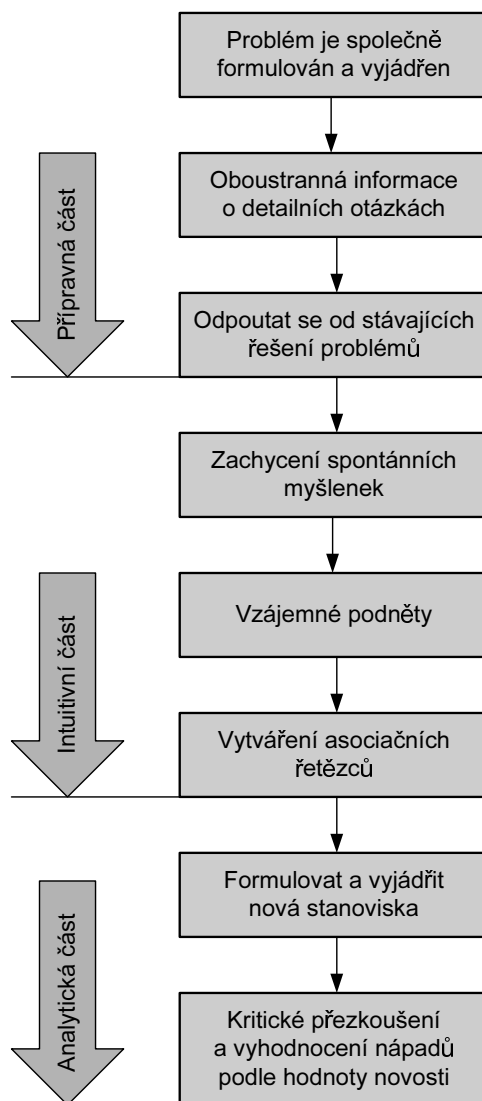 Problém je společně
formulován a vyjádřen
Přípravná část
Oboustranná informace
o detailních otázkách
Odpoutat se od stávajících
řešení problémů
Zachycení spontánních
myšlenek
Intuitivní část
Vzájemné podněty
Vytváření asociačních
řetězců
Analytická část
Formulovat a vyjádřit
nová stanoviska
Kritické přezkoušení
a vyhodnocení nápadů
podle hodnoty novosti